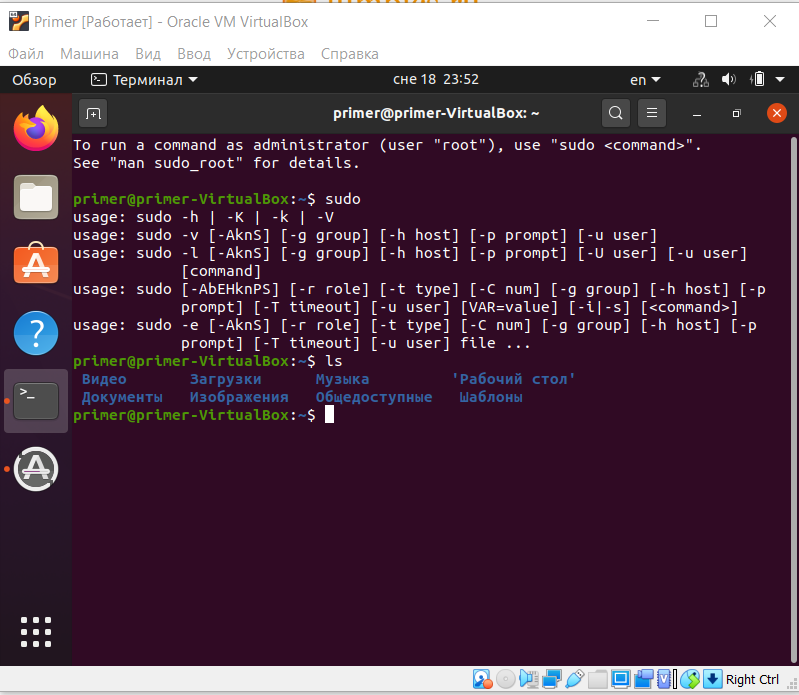 Primer [Работает] - Oracle VM VirtualBox
Файл Машина Вид Ввод Устройства Справка
Обзор Терминал сне 18 23:52 en
primer@primer-VirtualBox: ~
To run a command as administrator (user "root"), use "sudo <command>".
See "man sudo_root" for details.
primer@primer-VirtualBox:~$ sudo
usage: sudo -h | -K | -k | -V
usage: sudo -v [-AknS] [-g group] [-h host] [-p prompt] [-u user]
usage: sudo -l [-AknS] [-g group] [-h host] [-p prompt] [-U user] [-u user]
[command]
usage: sudo [-AbEHknPS] [-r role] [-t type] [-C num] [-g group] [-h host] [-p
prompt] [-T timeout] [-u user] [VAR=value] [-i|-s] [<command>]
usage: sudo -e [-AknS] [-r role] [-t type] [-C num] [-g group] [-h host] [-p
prompt] [-T timeout] [-u user] file ...
primer@primer-VirtualBox:~$ ls
Видео Загрузки Музыка 'Рабочий стол'
Документы Изображения Общедоступные Шаблоны
primer@primer-VirtualBox:~$
Right Ctrl